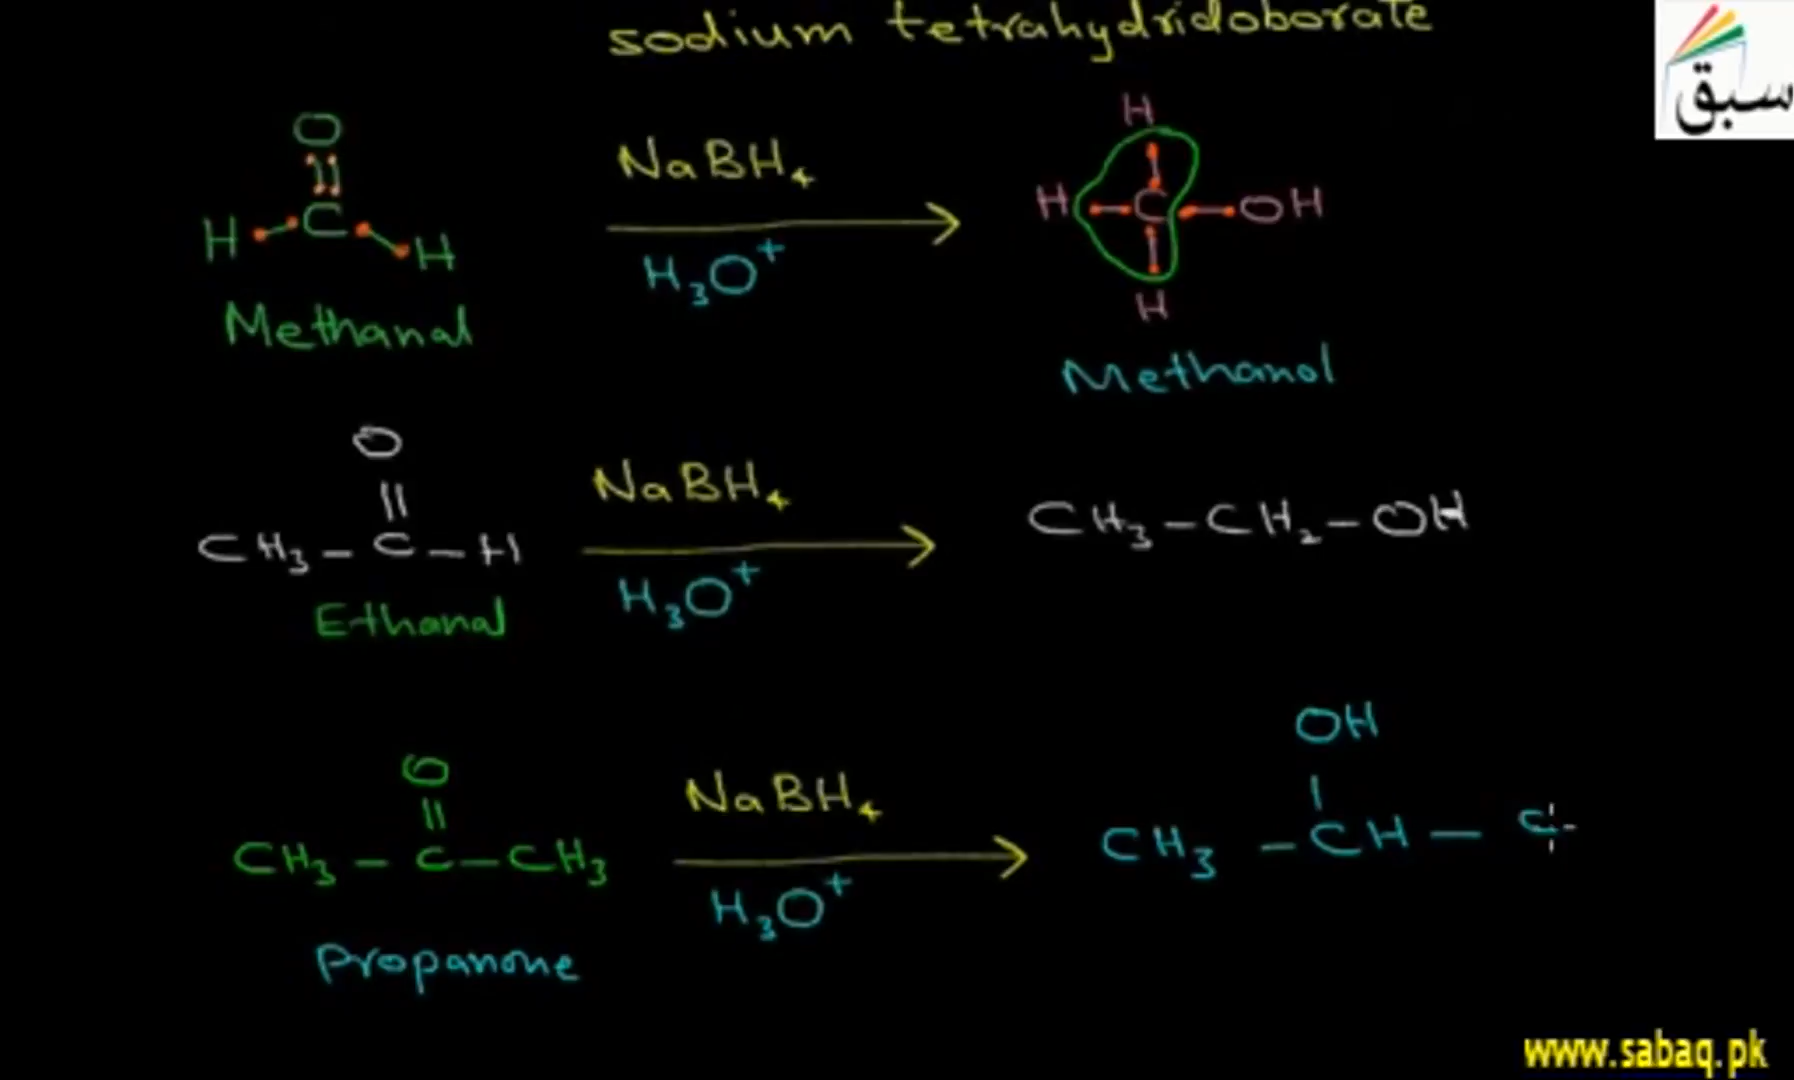 sodium tetrahydridoborate
سبق
O
NaBH₄
H
H-C-H
H-C-OH
H₃O⁺
H
Methanal
Methanol
O
NaBH₄
CH₃-C-H
CH₃-CH₂-OH
H₃O⁺
Ethanal
OH
O
NaBH₄
CH₃-C-CH₃
CH₃-CH-C
H₃O⁺
Propanone
www.sabaq.pk